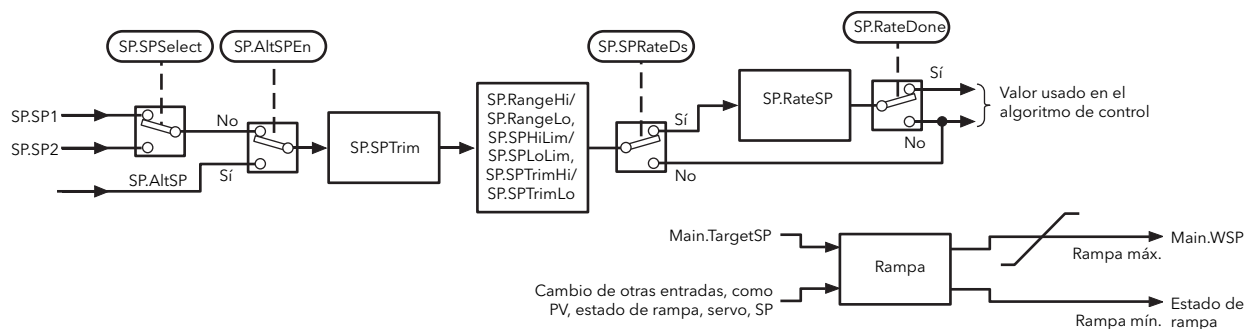 SP.SPSelect
SP.AltSPEn
SP.SPRateDs
SP.RateDone
SP.SP1
SP.SP2
SP.AltSP
No
Sí
SP.SPTrim
SP.RangeHi/
SP.RangeLo,
SP.SPHiLim/
SP.SPLoLim,
SP.SPTrimHi/
SP.SPTrimLo
Sí
No
SP.RateSP
Sí
No
Valor usado en el
algoritmo de control
Main.TargetSP
Cambio de otras entradas, como
PV, estado de rampa, servo, SP
Rampa
Rampa máx.
Main.WSP
Rampa mín.
Estado de
rampa